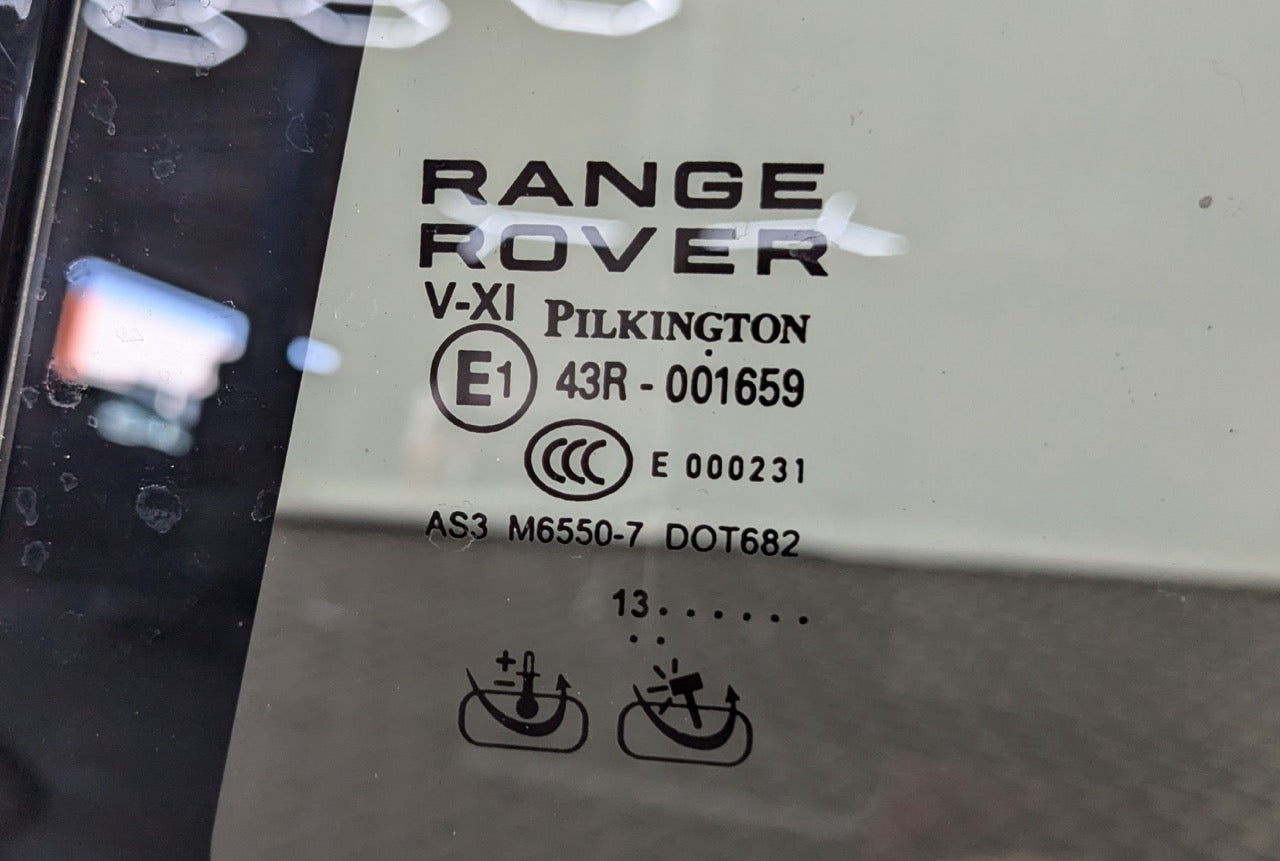 RANGE
ROVER
V-XI PILKINGTON
E1 43R - 001659
CCC E 000231
AS3 M6550-7 DOT682
13. . . . . .
. .
+
-